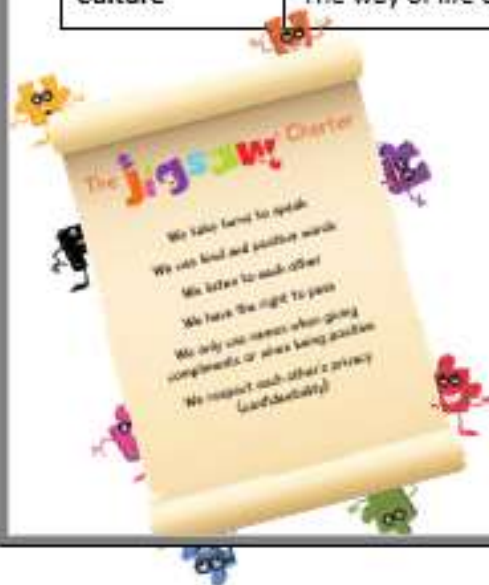 Culture The way of life
The jigsaw Charter
We take turns to speak
We use kind and positive words
We listen to each other
We have the right to pass
We only use names when giving
compliments or when being positive
We respect each other's privacy
(confidentiality)